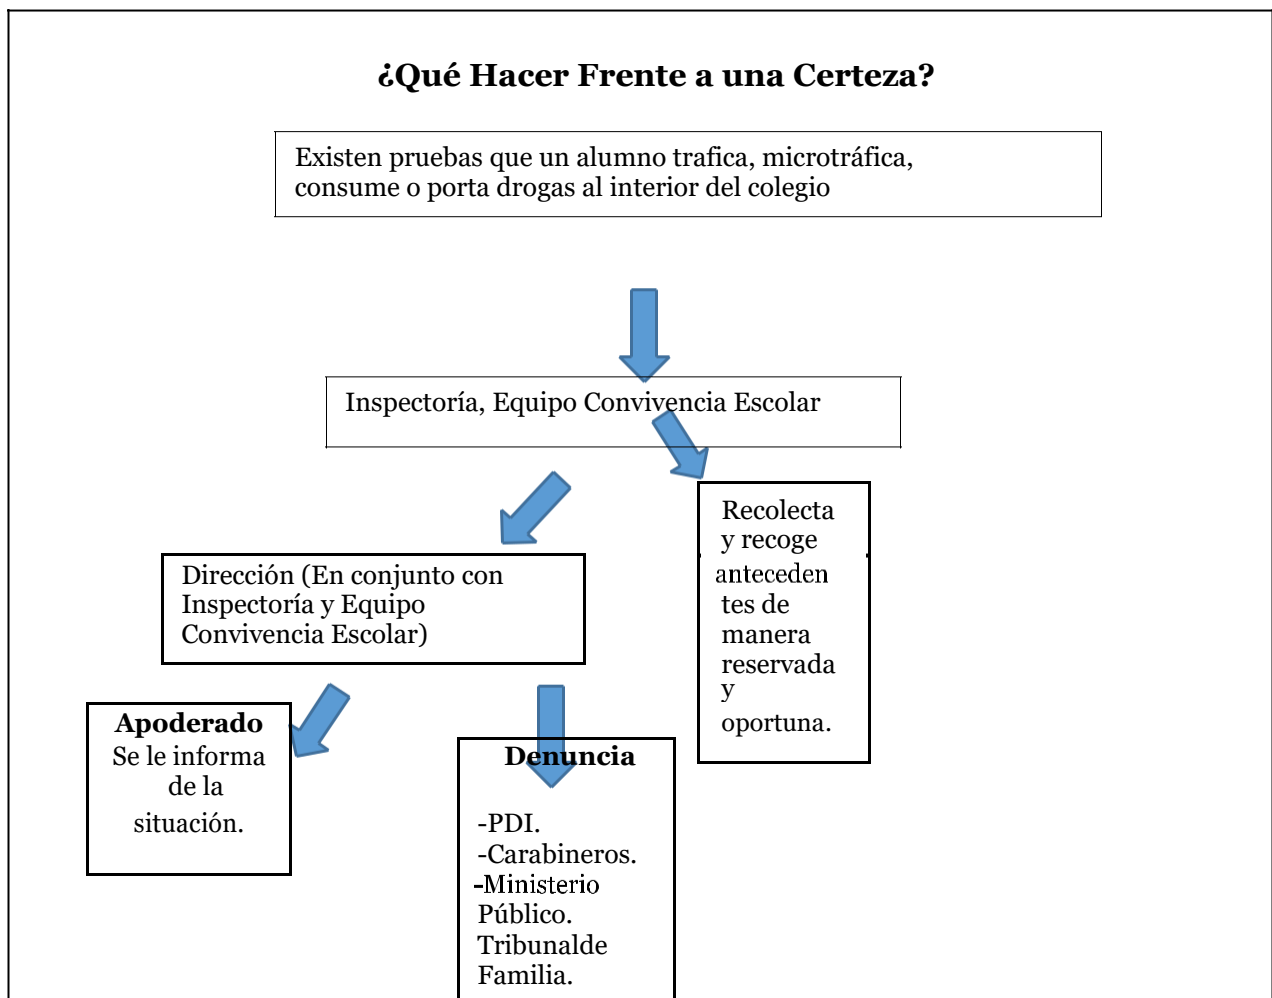 ¿Qué Hacer Frente a una Certeza?
Existen pruebas que un alumno trafica, microtráfica,
consume o porta drogas al interior del colegio
Inspectoría, Equipo Convivencia Escolar
Recolecta
y recoge
anteceden
tes de
manera
reservada
y
oportuna.
Dirección (En conjunto con
Inspectoría y Equipo
Convivencia Escolar)
Apoderado
Se le informa
de la
situación.
Denuncia
-PDI.
-Carabineros.
-Ministerio
Público.
Tribunalde
Familia.